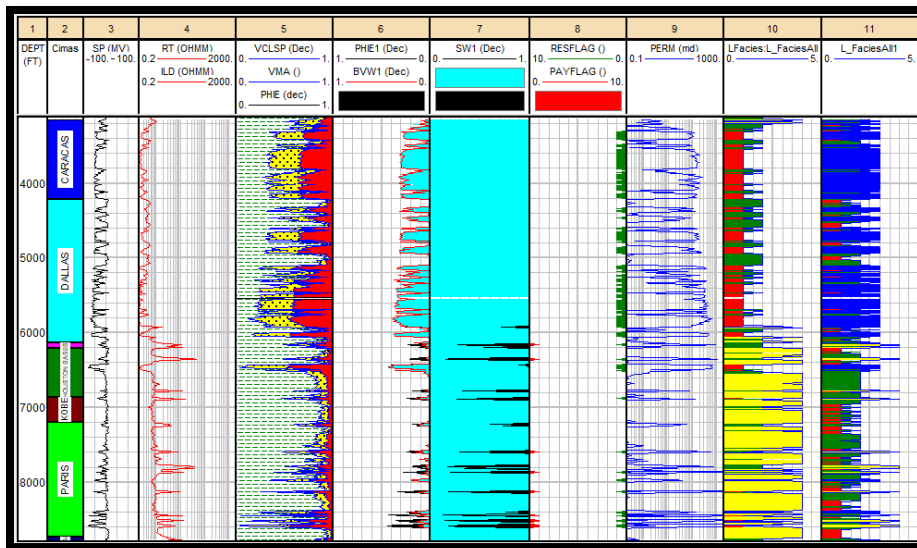 1 2 3 4 5 6 7 8 9 10 11
DEPT (FT) Cimas SP (MV) RT (OHMM) VCLSP (Dec) PHIE1 (Dec) SW1 (Dec) RESFLAG () PERM (md) LFacies:L_FaciesAll L_FaciesAll1
-100. 100. 0.2 2000. 0. 1. 1. 0. 0. 1. 10. 0. 0.1 1000. 0. 5. 0. 5.
ILD (OHMM) VMA () BVW1 (Dec) PAYFLAG ()
0.2 2000. 0. 1. 1. 0. 0. 10.
PHIE (dec)
0. 1.
CARACAS
4000
DALLAS
5000
6000
HOUSTON BASIS
KOBE
7000
PARIS
8000